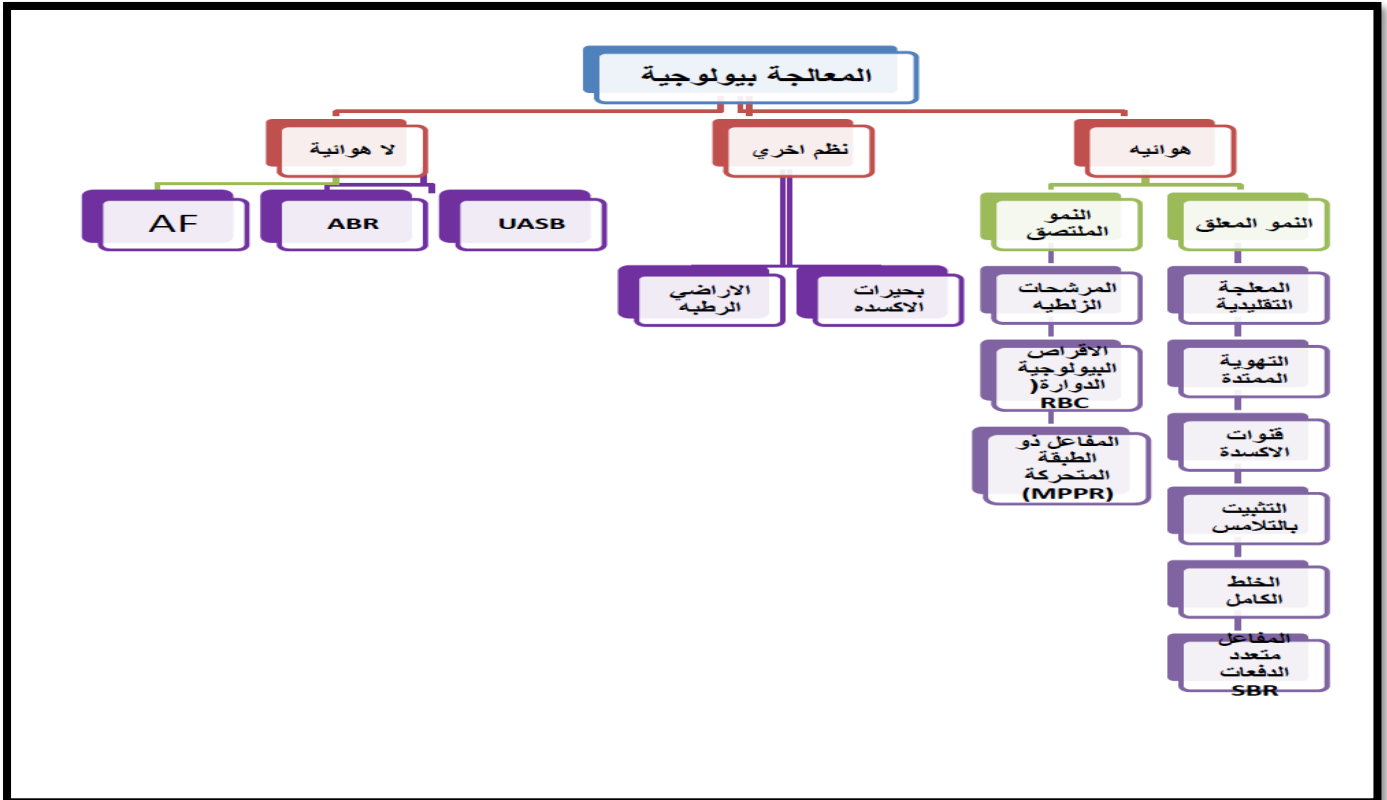 المعالجة بيولوجية
هوائيه
نظم اخري
لا هوائية
النمو المعلق
النمو
الملتصق
UASB
ABR
AF
المعلجة
التقليدية
المرشحات
الزلطيه
بحيرات
الاكسده
الاراضي
الرطبه
التهوية
الممتدة
الاقراص
البيولوجية
الدوارة(
RBC
قنوات
الاكسدة
المفاعل ذو
الطبقة
المتحركة
(MPPR)
التثبيت
بالتلامس
الخلط
الكامل
المفاعل
متعدد
الدفعات
SBR